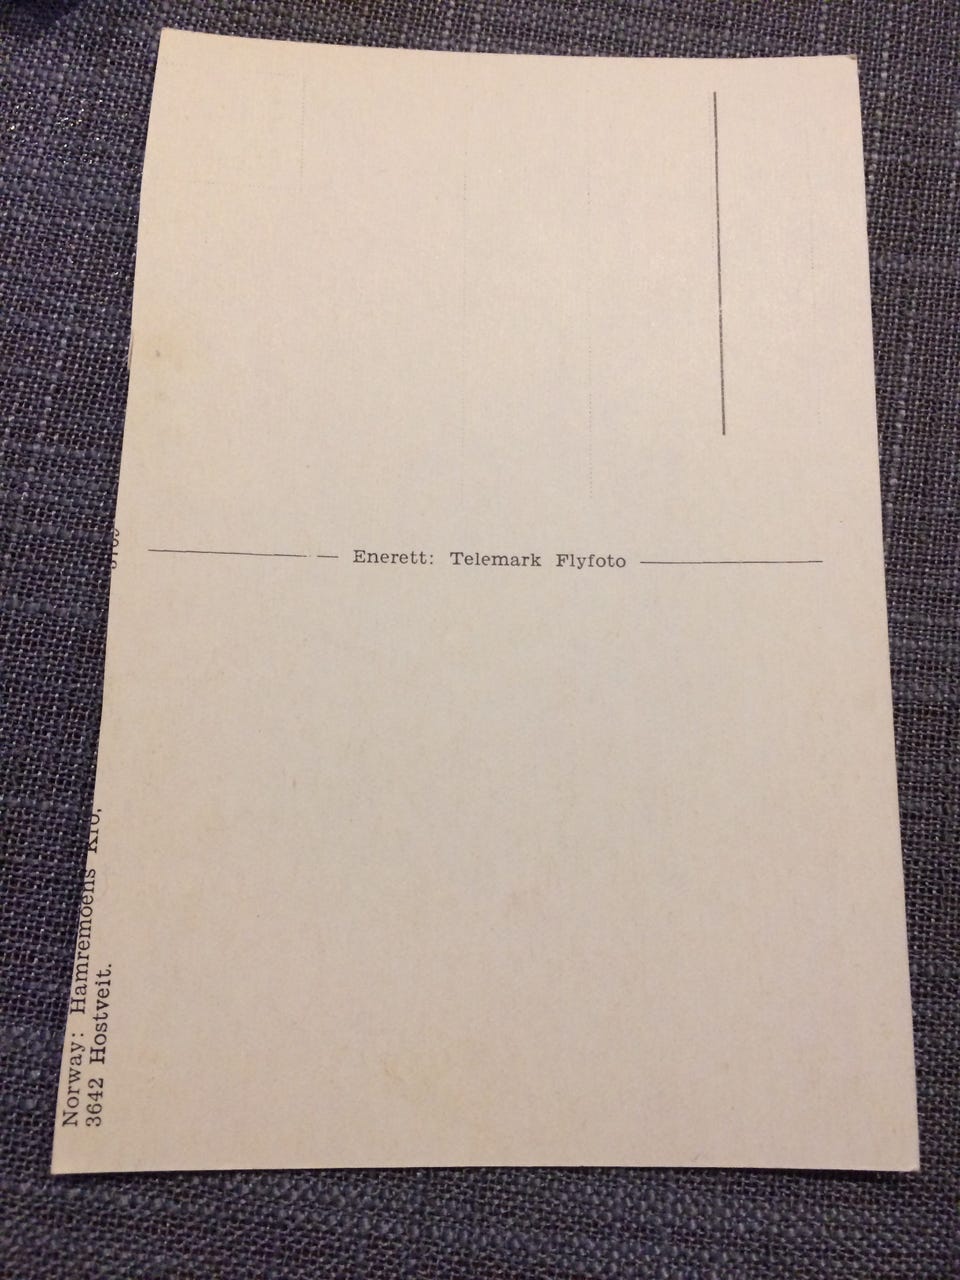 Enerett: Telemark Flyfoto
Norway: Hamremoens Kro,
3642 Hostveit.